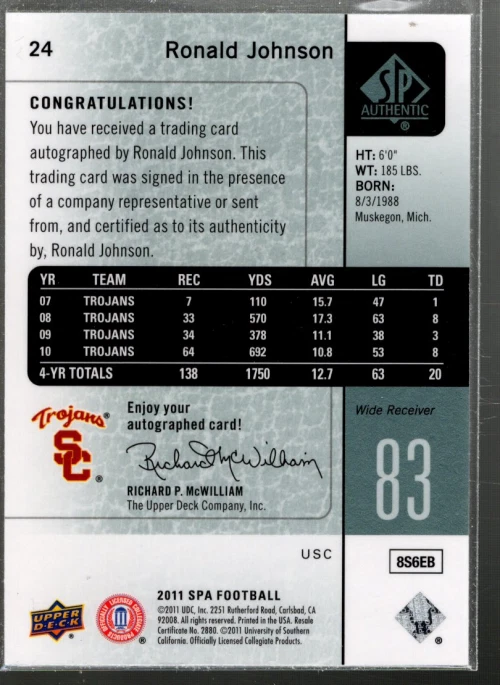 24 Ronald Johnson
SP
AUTHENTIC
®
CONGRATULATIONS!
You have received a trading card
autographed by Ronald Johnson. This
trading card was signed in the presence
of a company representative or sent
from, and certified as to its authenticity
by, Ronald Johnson.
HT: 6'0"
WT: 185 LBS.
BORN:
8/3/1988
Muskegon, Mich.
YR TEAM REC YDS AVG LG TD
07 TROJANS 7 110 15.7 47 1
08 TROJANS 33 570 17.3 63 8
09 TROJANS 34 378 11.1 38 3
10 TROJANS 64 692 10.8 53 8
4-YR TOTALS 138 1750 12.7 63 20
Trojans®
SC®
Enjoy your
autographed card!
Richard P. McWilliam
RICHARD P. McWILLIAM
The Upper Deck Company, Inc.
Wide Receiver
83
USC
8S6EB
UPPER
D·E·C·K
OFFICIALLY LICENSED COLLEGIATE PRODUCTS
®
2011 SPA FOOTBALL
©2011 UDC, Inc. 2251 Rutherford Road, Carlsbad, CA
92008. All rights reserved. Printed in the USA. Resale
Certificate No. 2880. ©2011 University of Southern
California. Officially Licensed Collegiate Products.
®